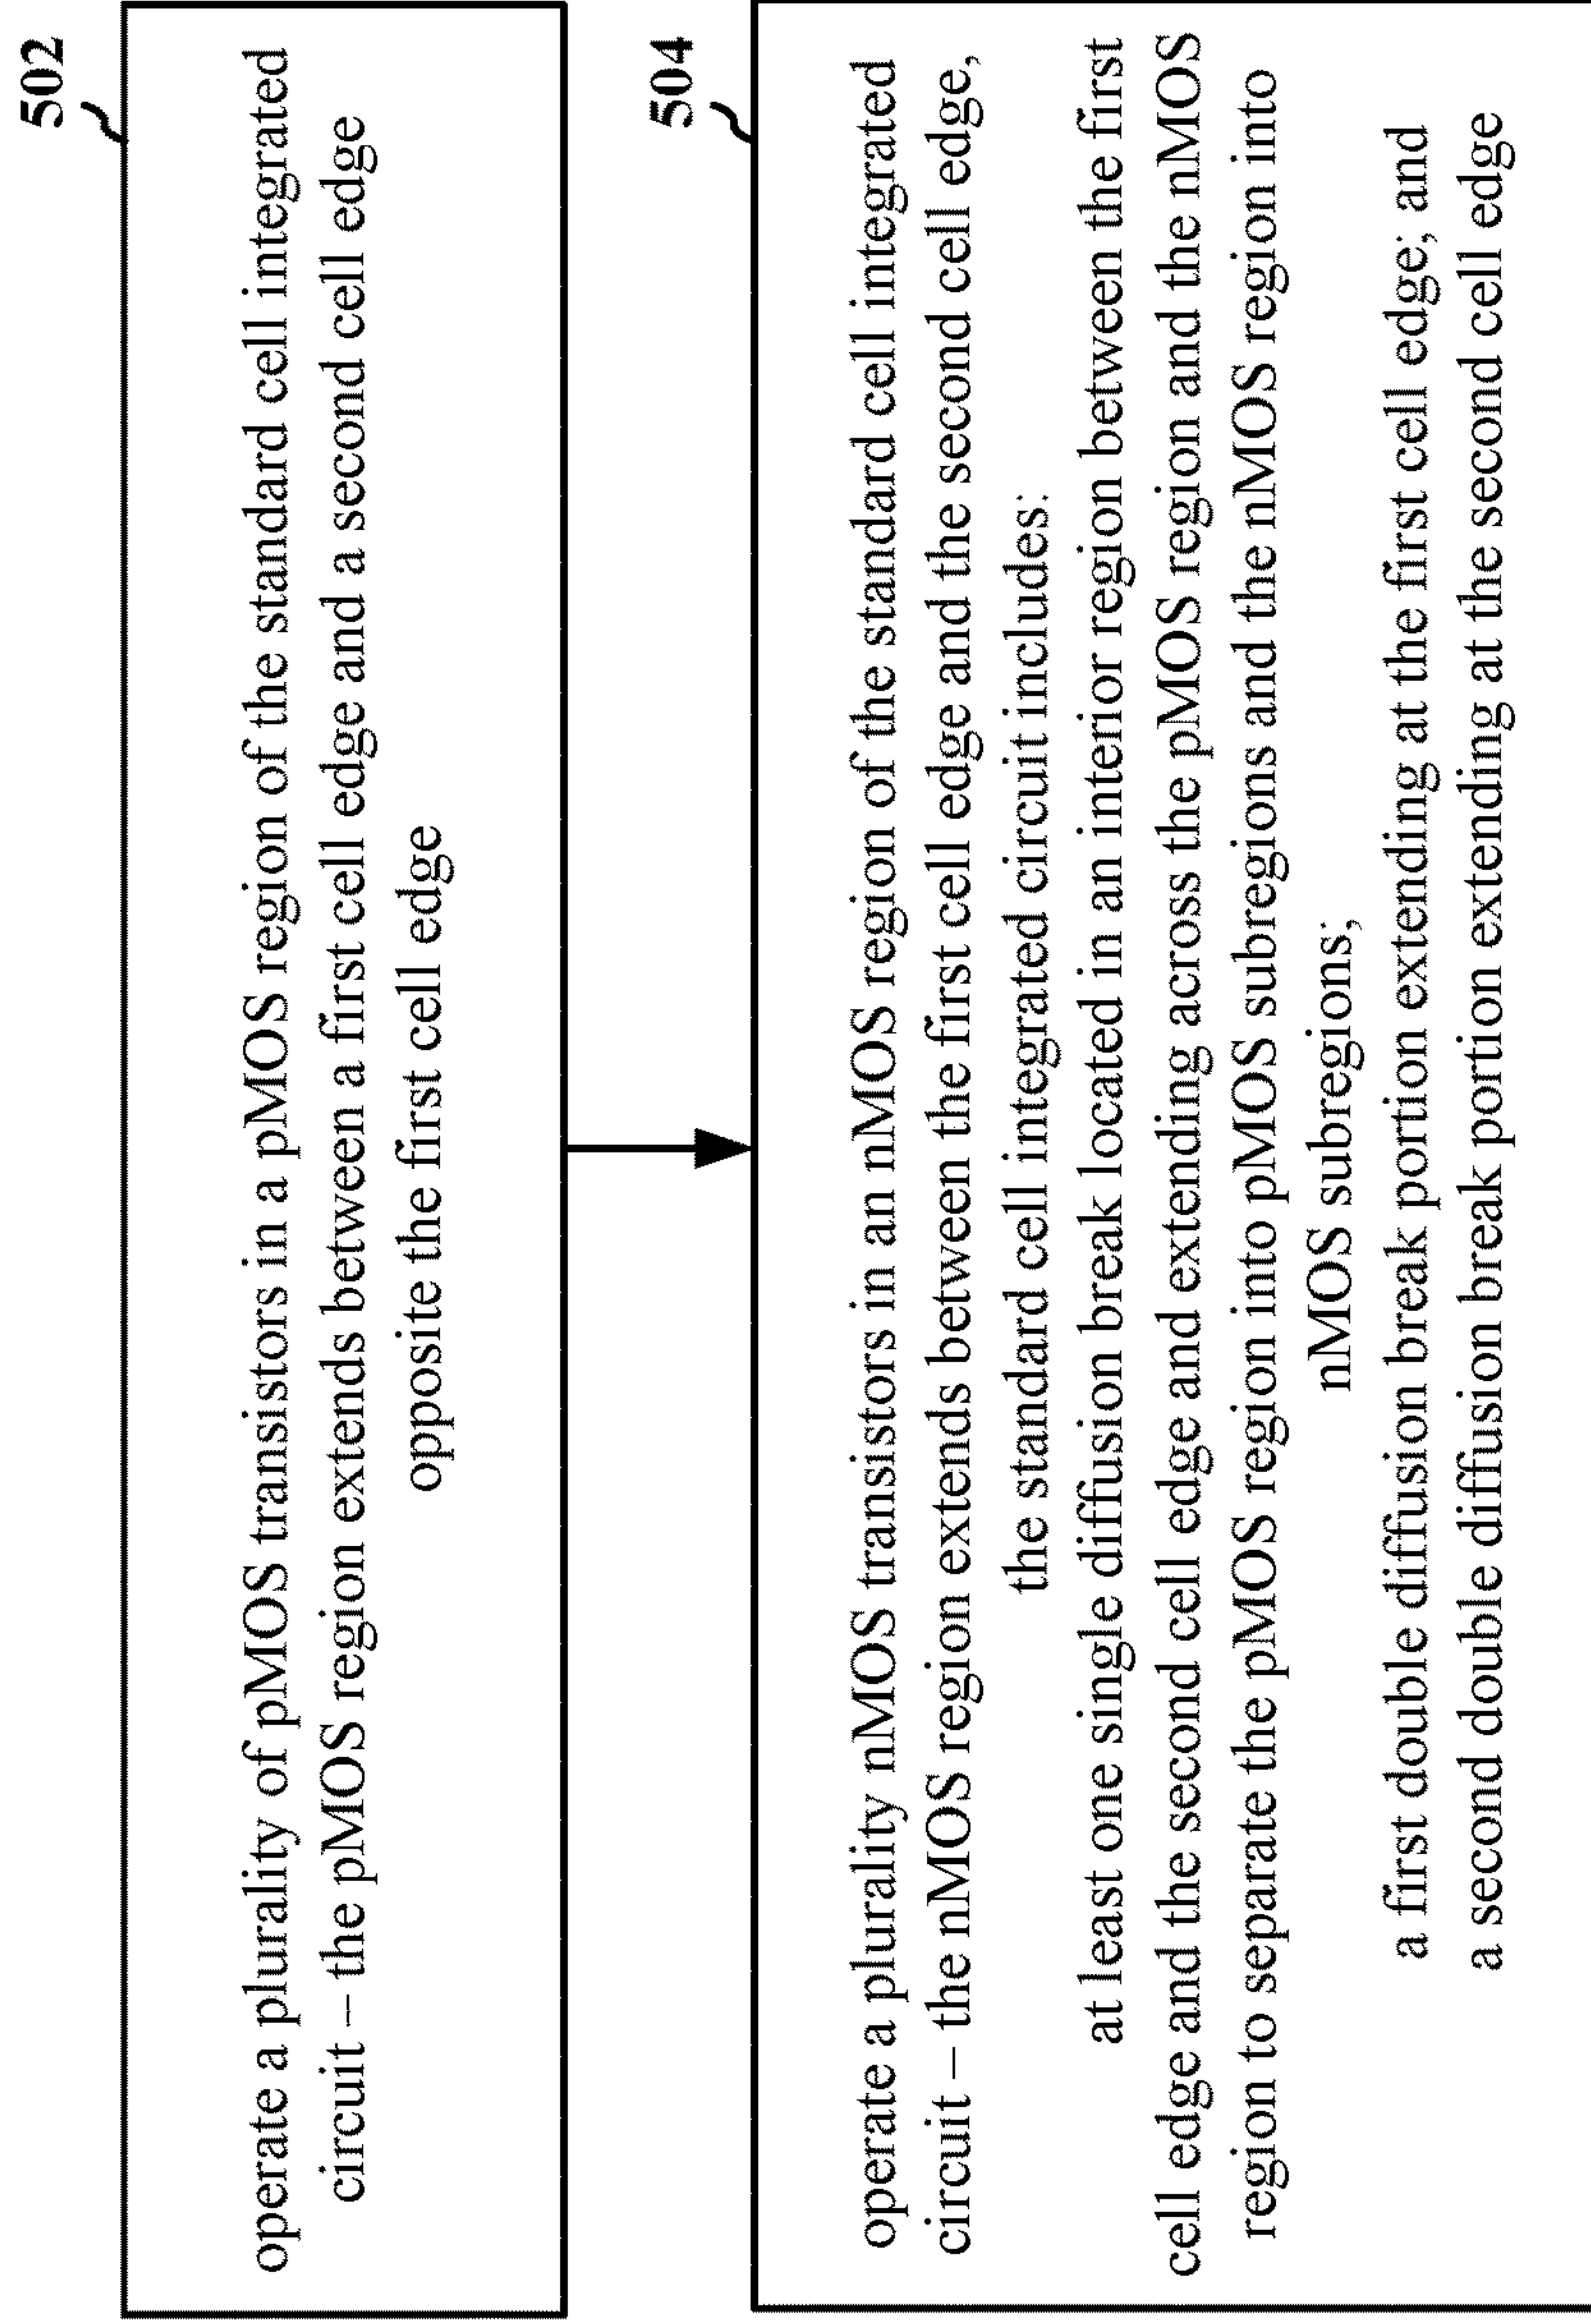 502
operate a plurality of pMOS transistors in a pMOS region of the standard cell integrated
circuit – the pMOS region extends between a first cell edge and a second cell edge
opposite the first cell edge
504
operate a plurality nMOS transistors in an nMOS region of the standard cell integrated
circuit – the nMOS region extends between the first cell edge and the second cell edge,
the standard cell integrated circuit includes:
at least one single diffusion break located in an interior region between the first
cell edge and the second cell edge and extending across the pMOS region and the nMOS
region to separate the pMOS region into pMOS subregions and the nMOS region into
nMOS subregions;
a first double diffusion break portion extending at the first cell edge; and
a second double diffusion break portion extending at the second cell edge